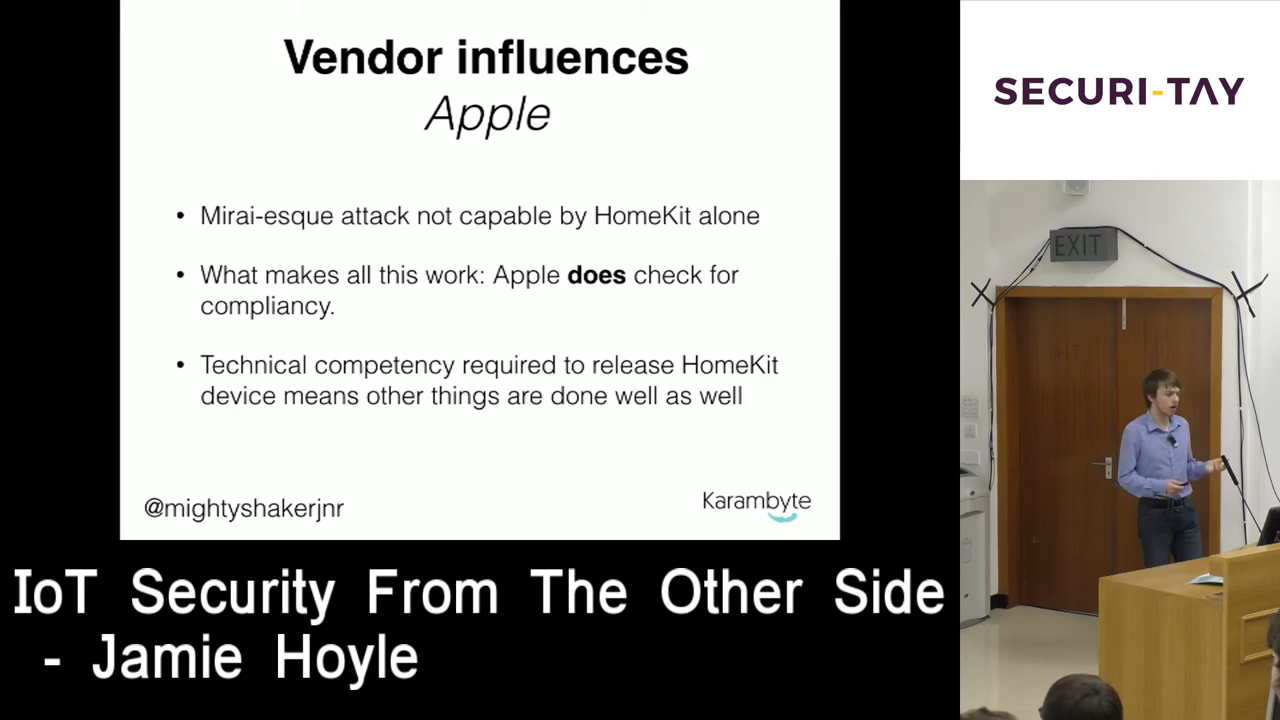 Vendor influences
Apple
• Mirai-esque attack not capable by HomeKit alone
• What makes all this work: Apple does check for
compliancy.
• Technical competency required to release HomeKit
device means other things are done well as well
@mightyshakerjnr
Karambyte
IoT Security From The Other Side
- Jamie Hoyle
SECURI-TAY
EXIT